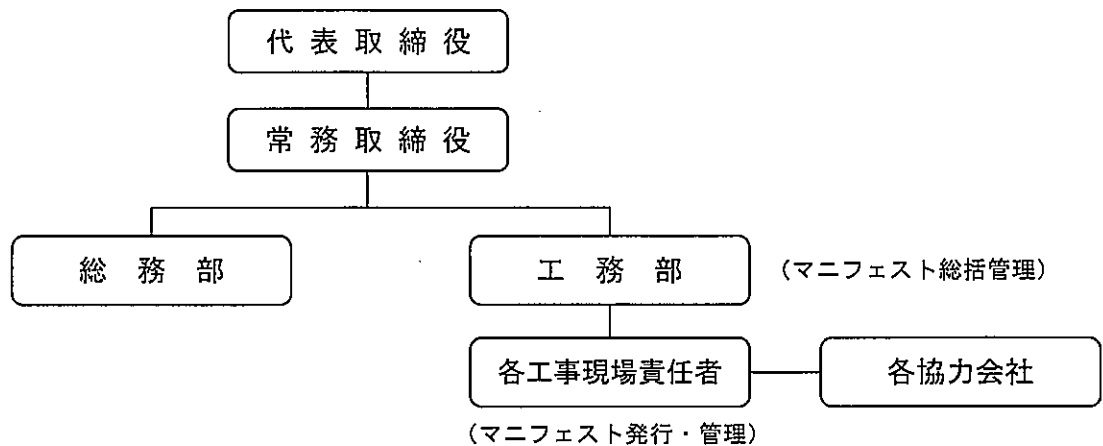 代表取締役
常務取締役
総務部
工務部
(マニフェスト総括管理)
各工事現場責任者
各協力会社
(マニフェスト発行・管理)